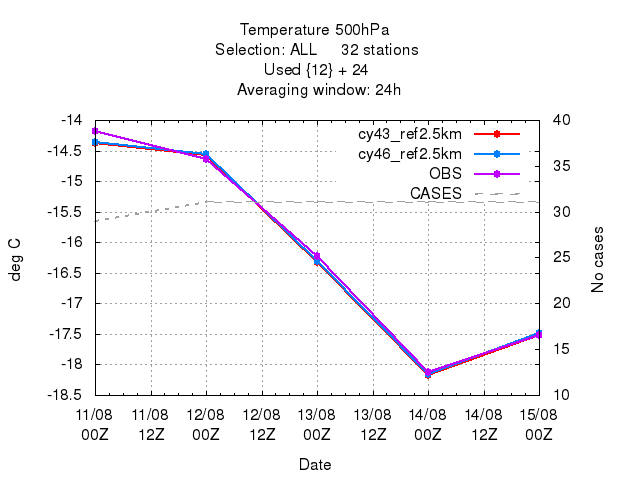 Temperature 500hPa
Selection: ALL 32 stations
Used {12} + 24
Averaging window: 24h
-14 40
cy43_ref2.5km
-14.5 cy46_ref2.5km 35
OBS
-15
CASES
-15.5 30
-16
deg C No cases
25
-16.5
-17 20
-17.5
15
-18
-18.5 10
11/08 11/08 12/08 12/08 13/08 13/08 14/08 14/08 15/08
00Z 12Z 00Z 12Z 00Z 12Z 00Z 12Z 00Z
Date